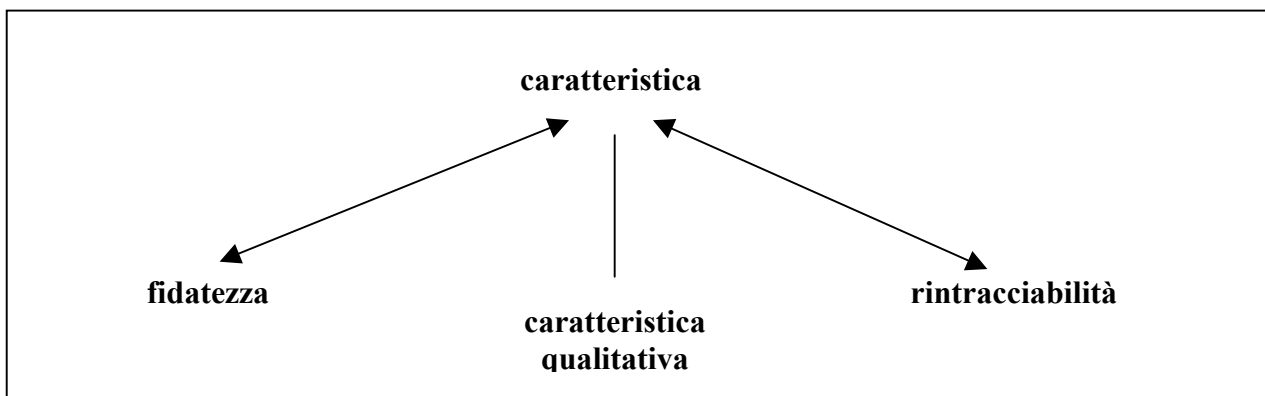 caratteristica
fidatezza
rintracciabilità
caratteristica
qualitativa